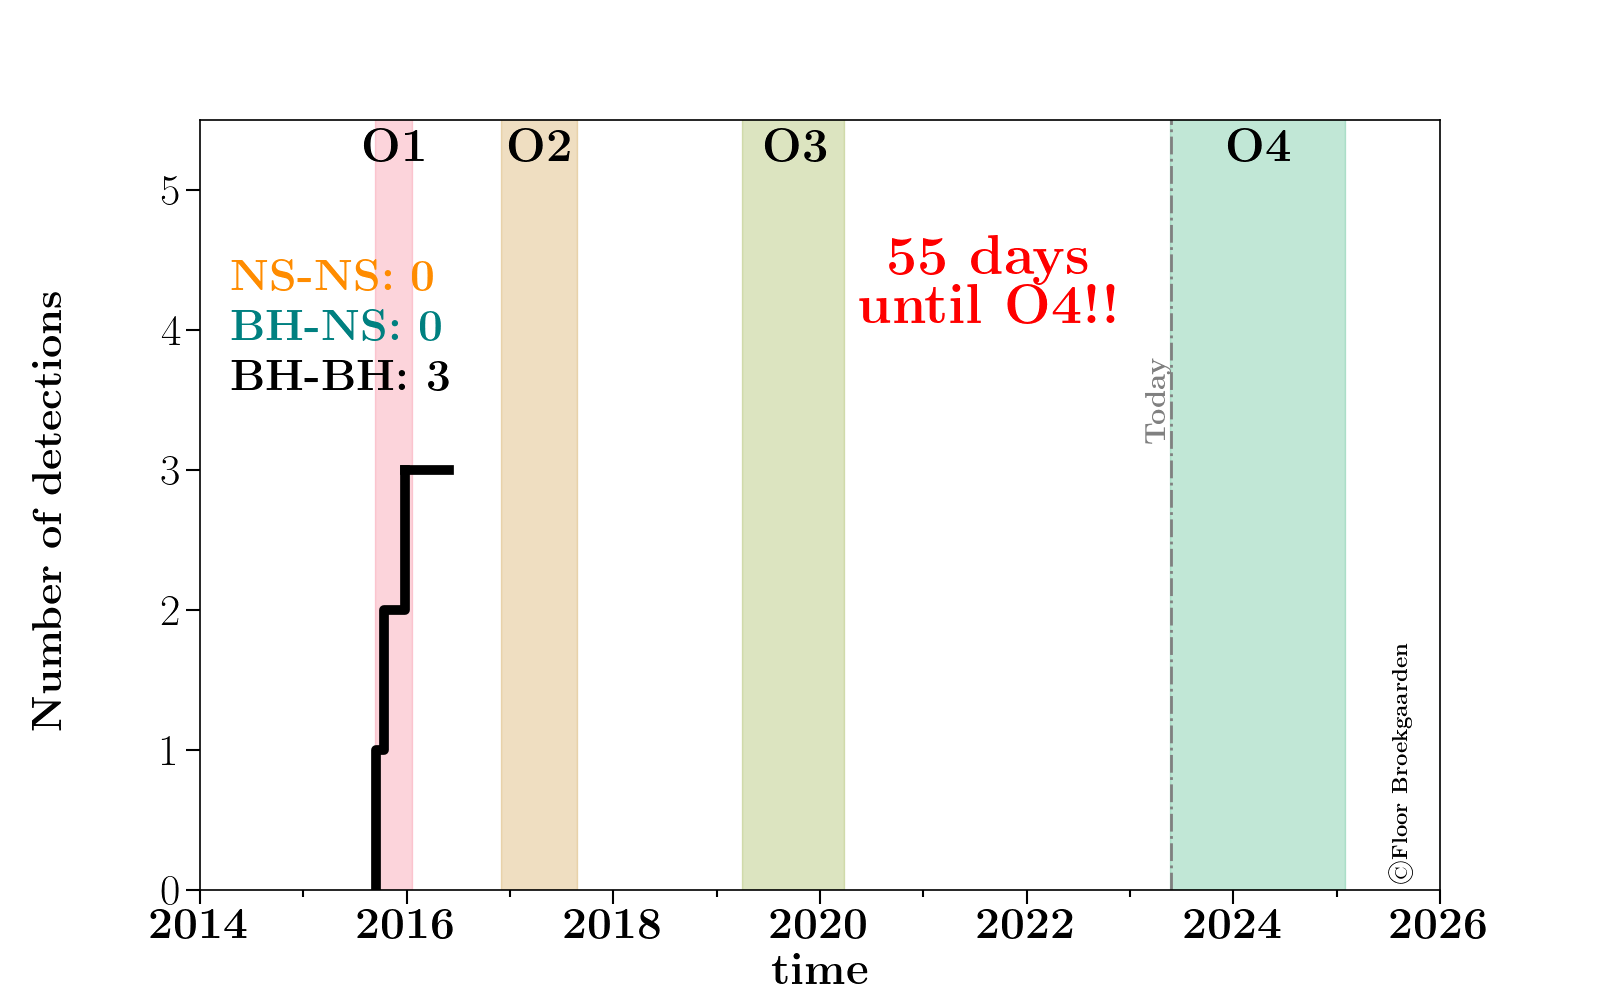 O1
O2
O3
O4
55 days
until O4!!
NS-NS: 0
BH-NS: 0
BH-BH: 3
Today
Number of detections
5
4
3
2
1
0
©Floor Broekgaarden
2014
2016
2018
2020
2022
2024
2026
time